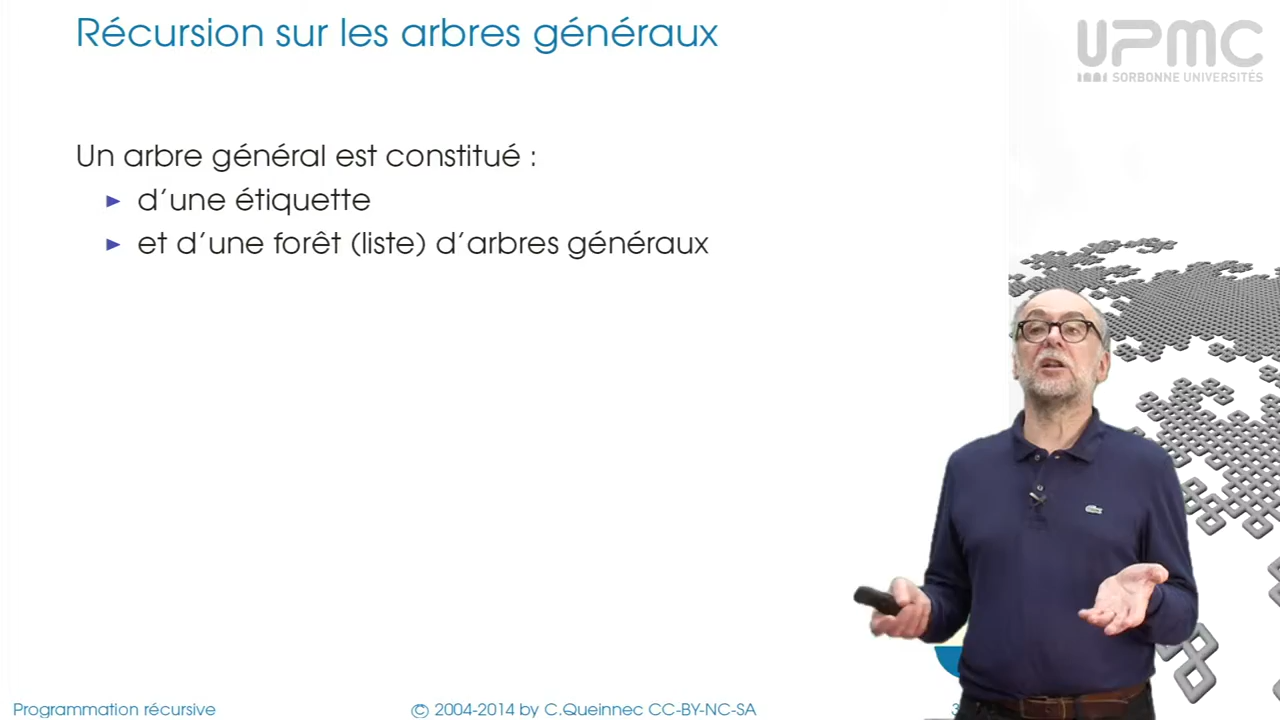 Récursion sur les arbres généraux
UPMC
SORBONNE UNIVERSITÉS
Un arbre général est constitué :
► d'une étiquette
► et d'une forêt (liste) d'arbres généraux
Programmation récursive
© 2004-2014 by C.Queinnec CC-BY-NC-SA